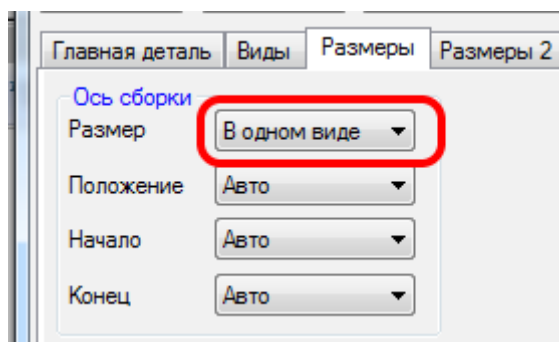 Главная деталь Виды Размеры Размеры 2
Ось сборки
Размер В одном виде
Положение Авто
Начало Авто
Конец Авто